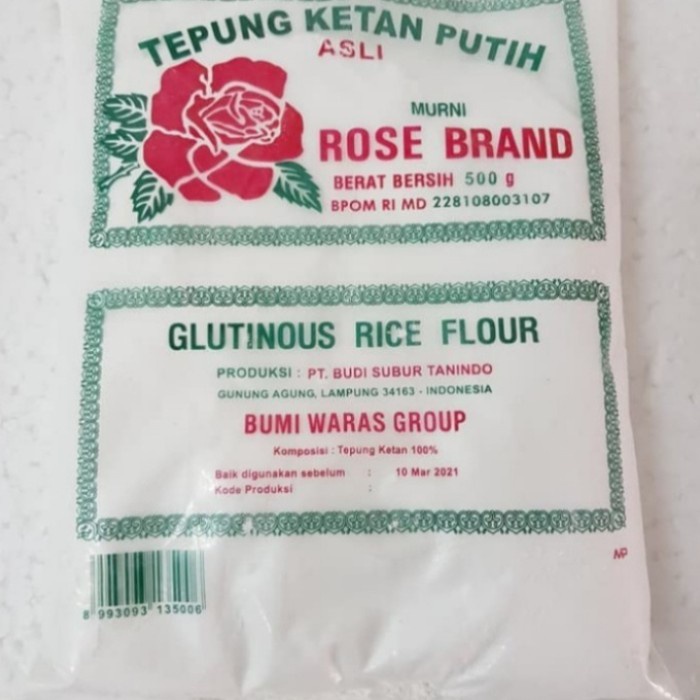 TEPUNG KETAN PUTIH
ASLI
MURNI
ROSE BRAND
BERAT BERSIH 500 g
BPOM RI MD 228108003107
GLUTINOUS RICE FLOUR
PRODUKSI : PT. BUDI SUBUR TANINDO
GUNUNG AGUNG, LAMPUNG 34163 - INDONESIA
BUMI WARAS GROUP
Komposisi : Tepung Ketan 100%
Baik digunakan sebelum : 10 Mar 2021
Kode Produksi :
MP
8 993093 135006